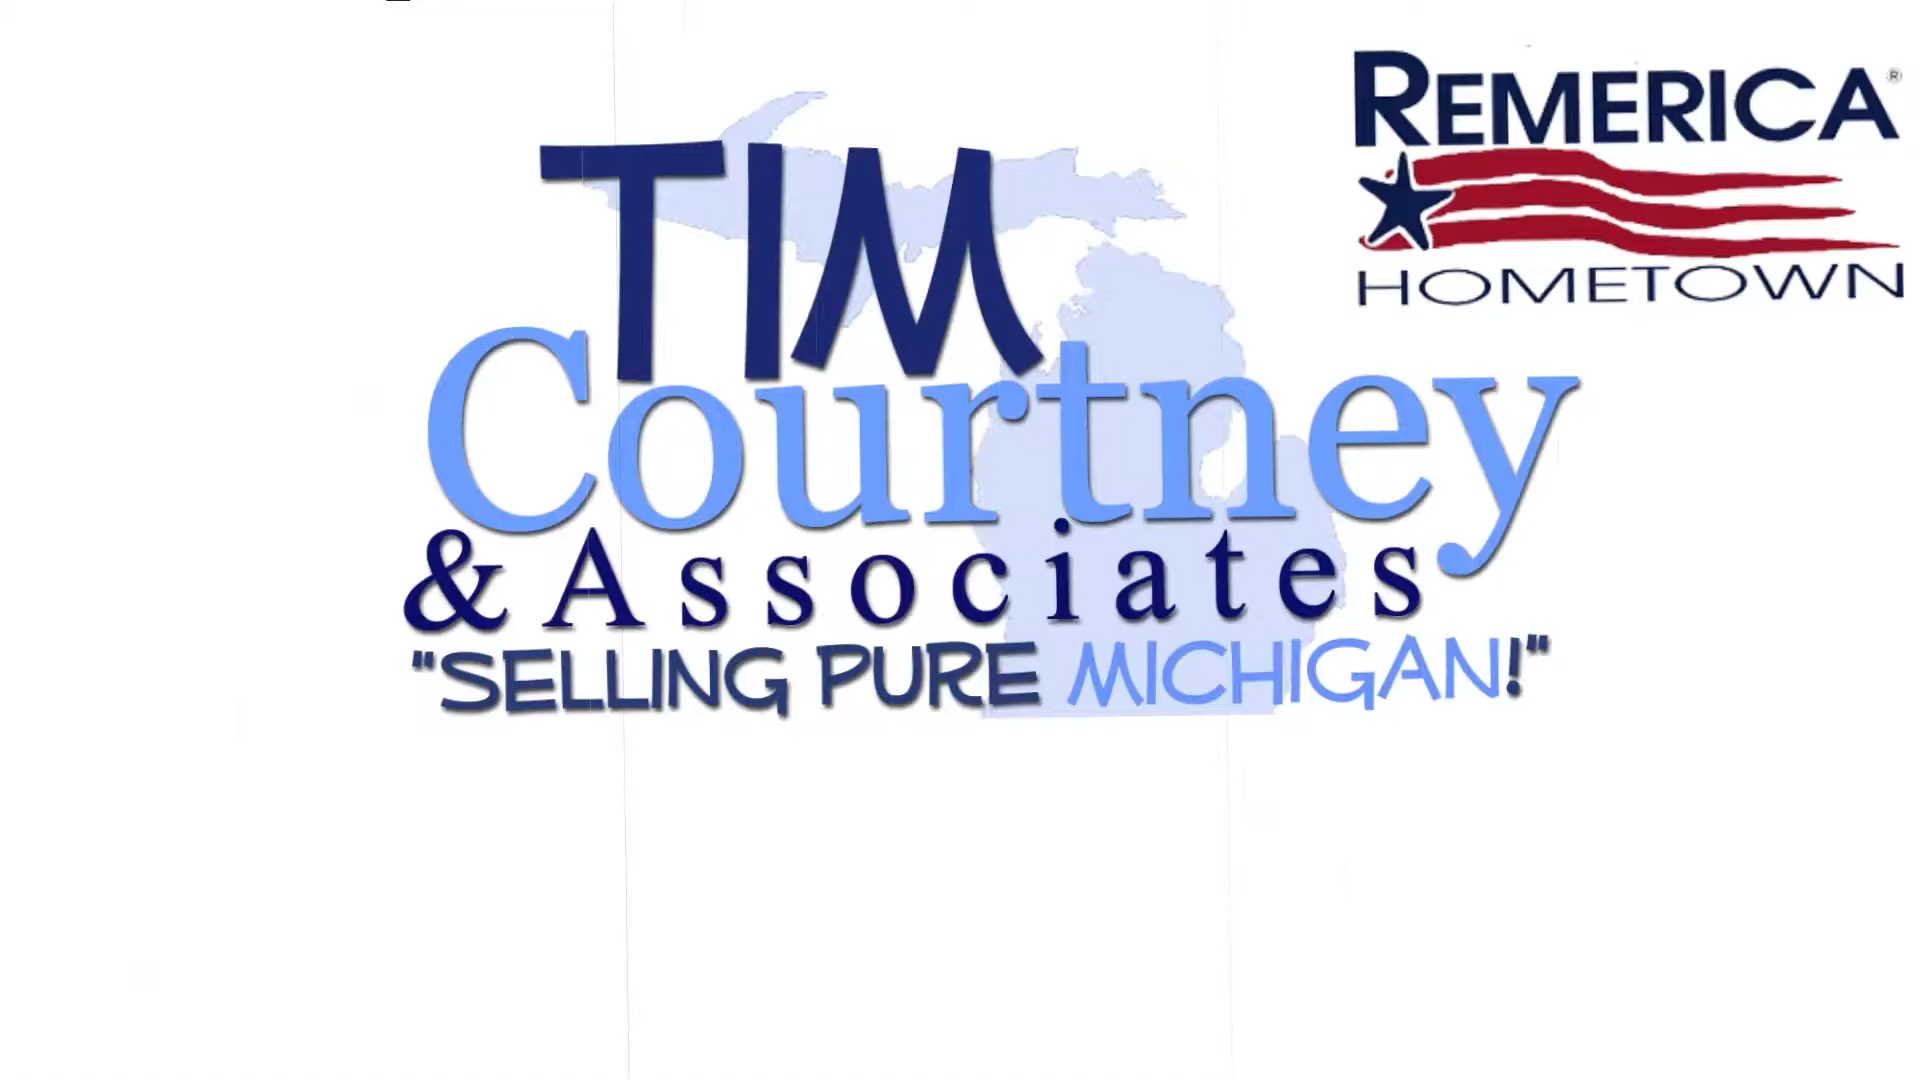 TIM
Courtney
& Associates
"SELLING PURE MICHIGAN!"
REMERICA®
HOMETOWN